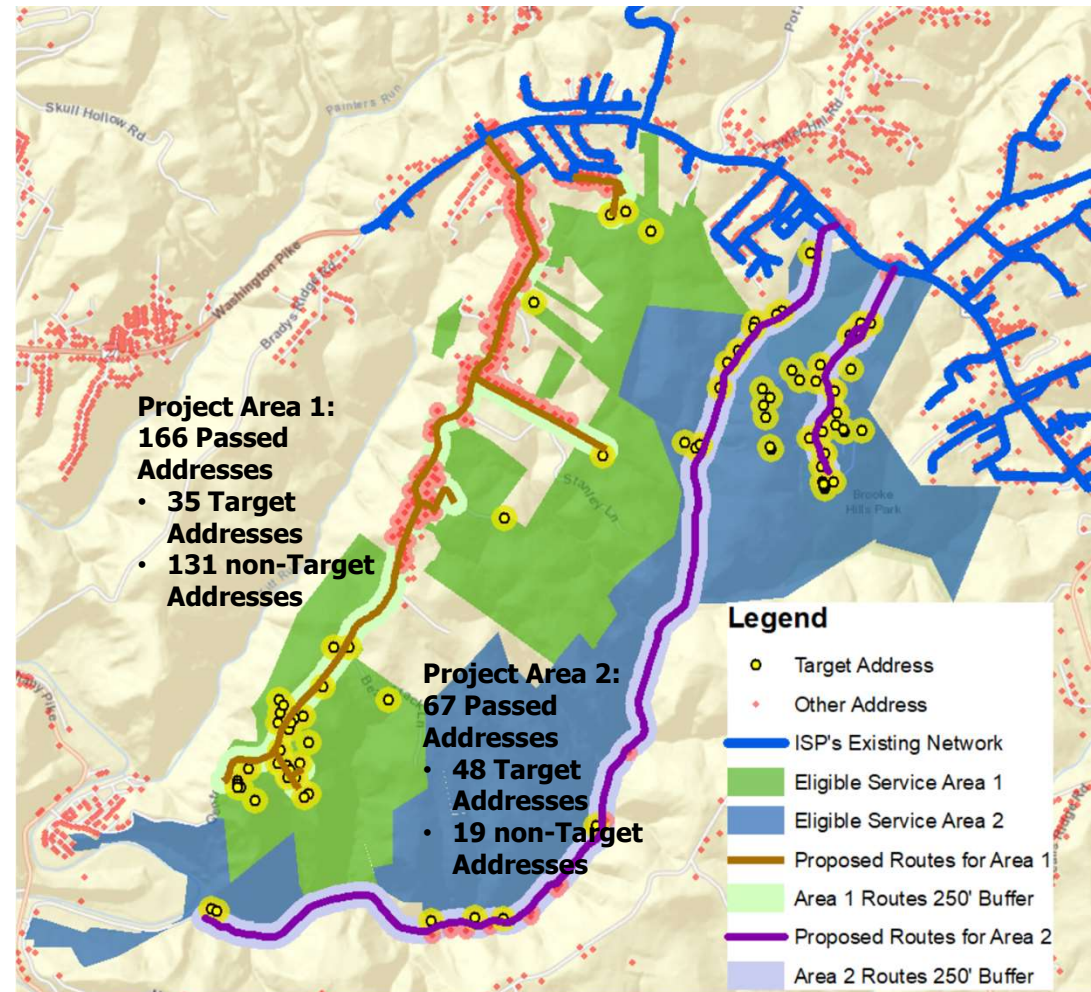 Skull Hollow Rd
Painters Run
Fowler Hill Rd
Washington Pike
Bradys Ridge Rd
Project Area 1:
166 Passed
Addresses
• 35 Target
Addresses
• 131 non-Target
Addresses
Stanley Ln
Brooke
Hills Park
Project Area 2:
67 Passed
Addresses
• 48 Target
Addresses
• 19 non-Target
Addresses
Legend
Target Address
Other Address
ISP's Existing Network
Eligible Service Area 1
Eligible Service Area 2
Proposed Routes for Area 1
Area 1 Routes 250' Buffer
Proposed Routes for Area 2
Area 2 Routes 250' Buffer